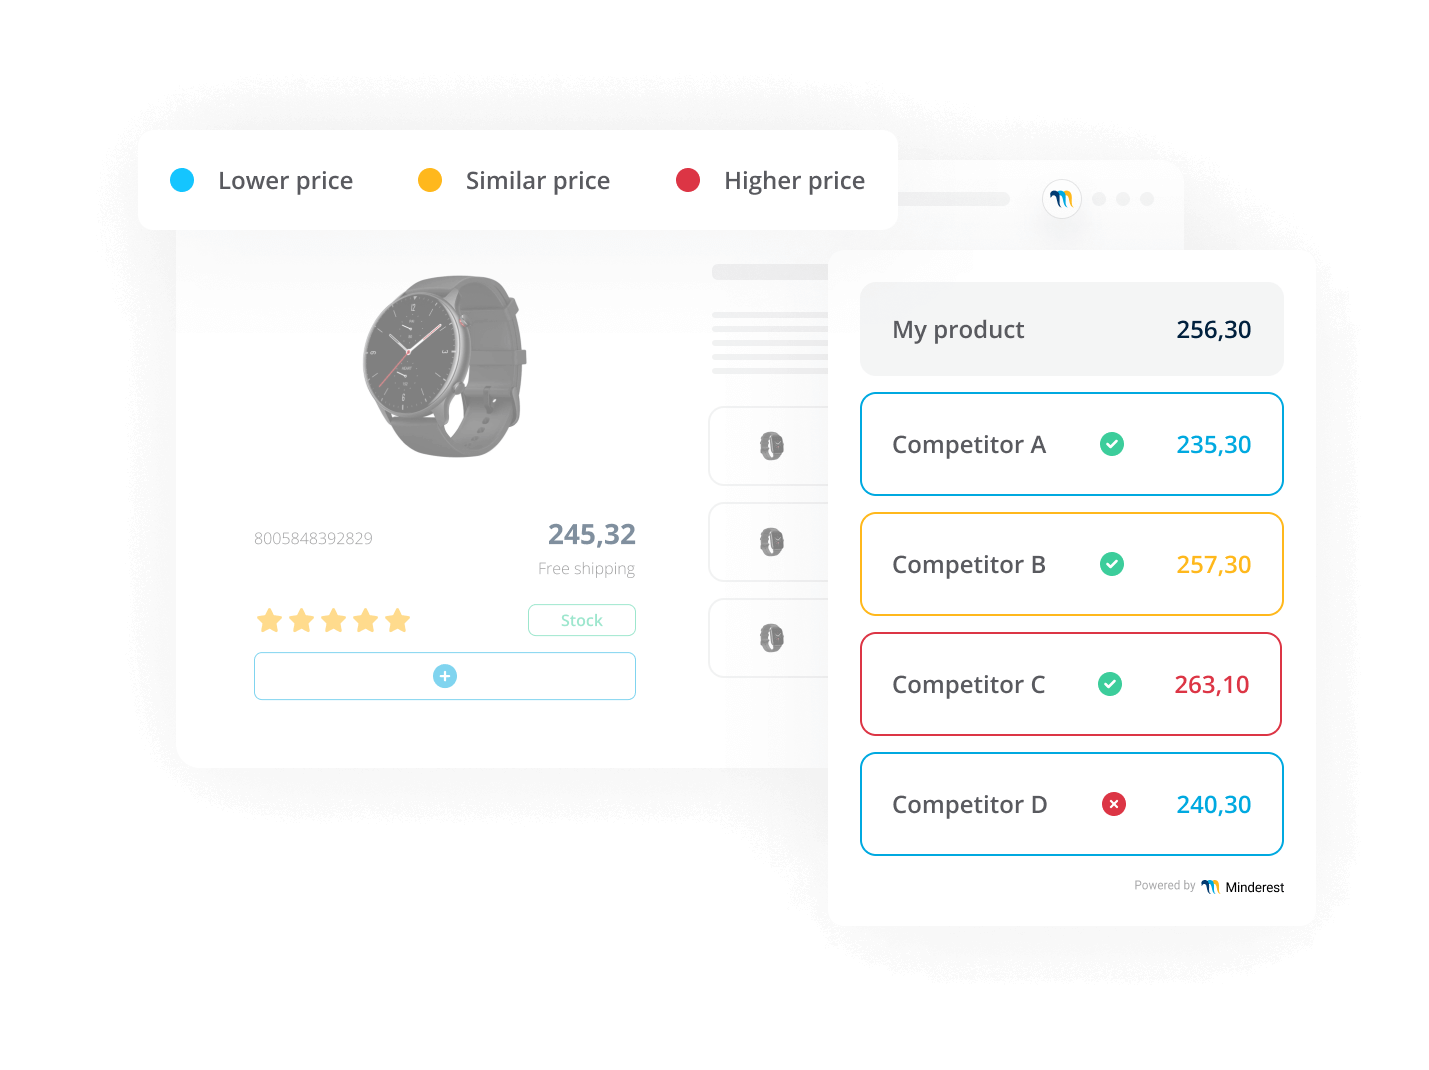 Lower price
Similar price
Higher price
My product 256,30
Competitor A 235,30
Competitor B 257,30
Competitor C 263,10
Competitor D 240,30
Powered by Minderest
8005848392829
245,32
Free shipping
Stock